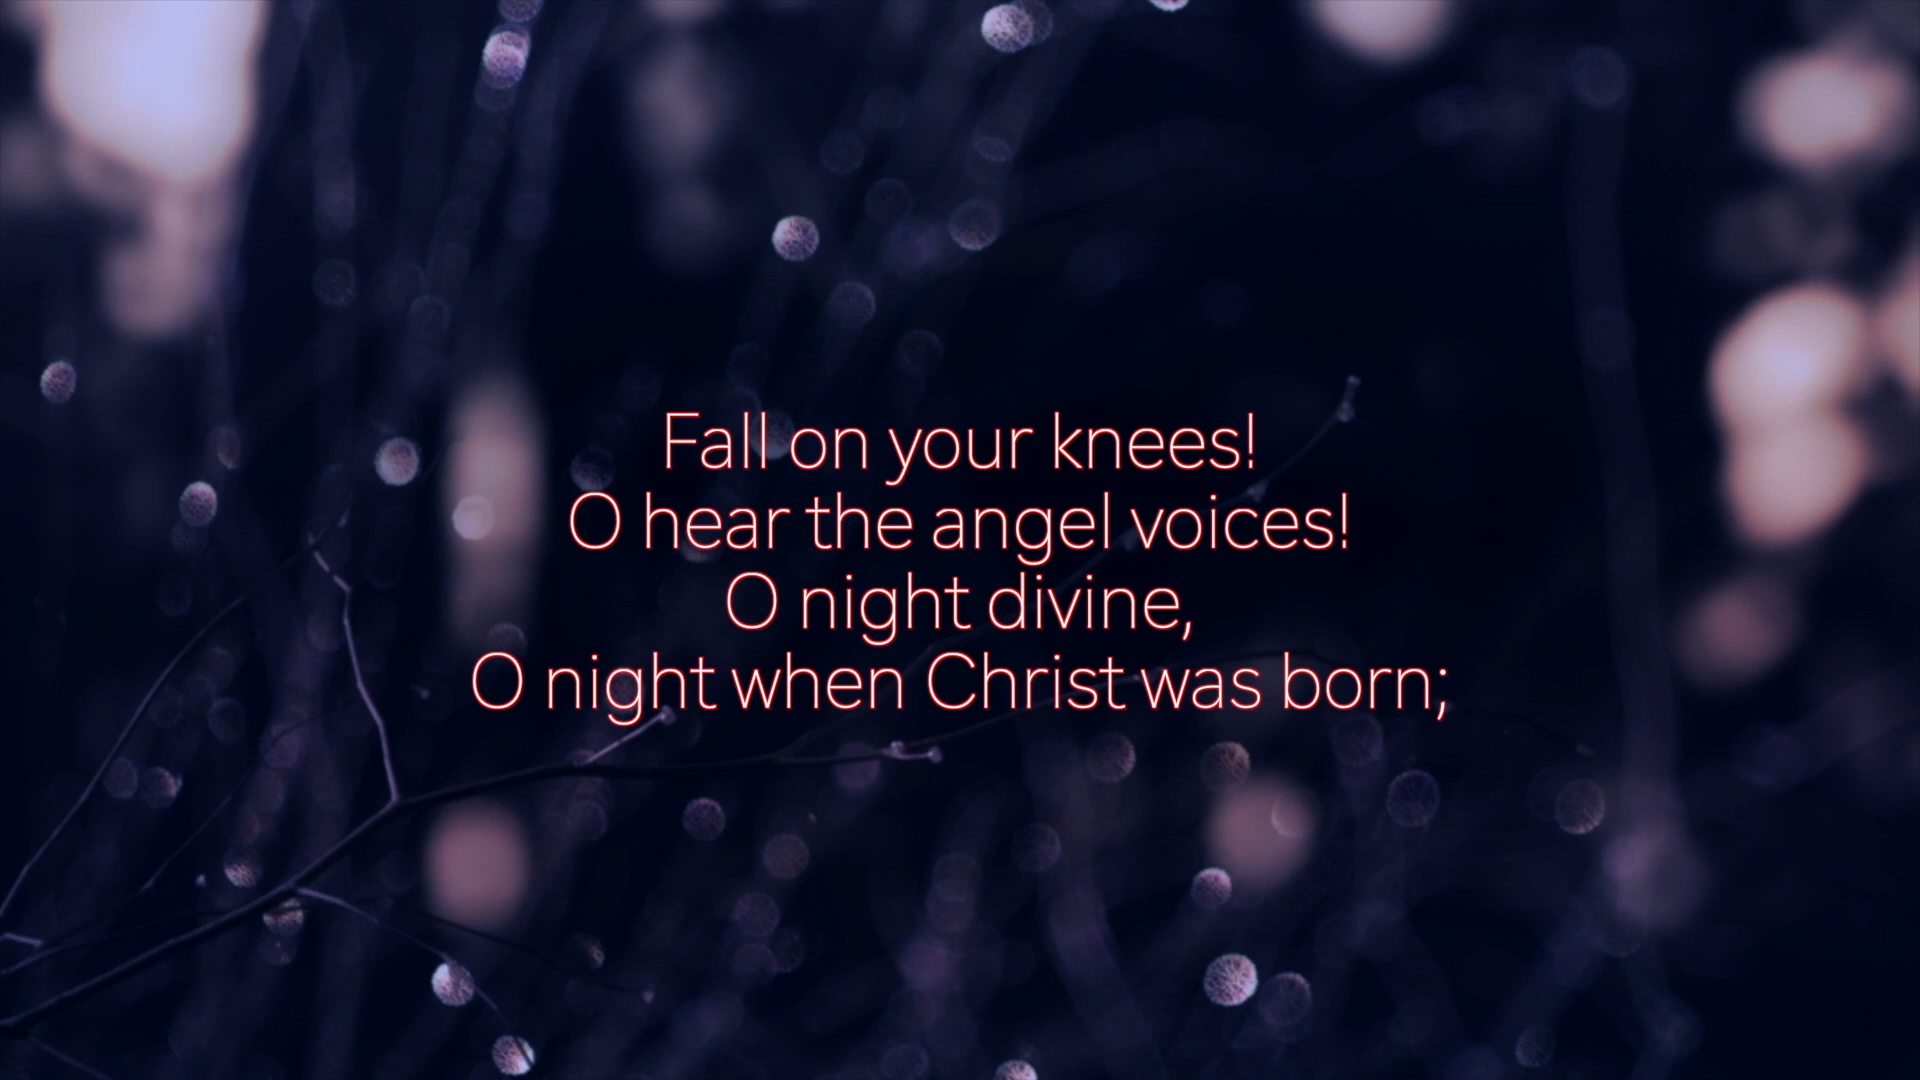 Fall on your knees!
O hear the angel voices!
O night divine,
O night when Christ was born;